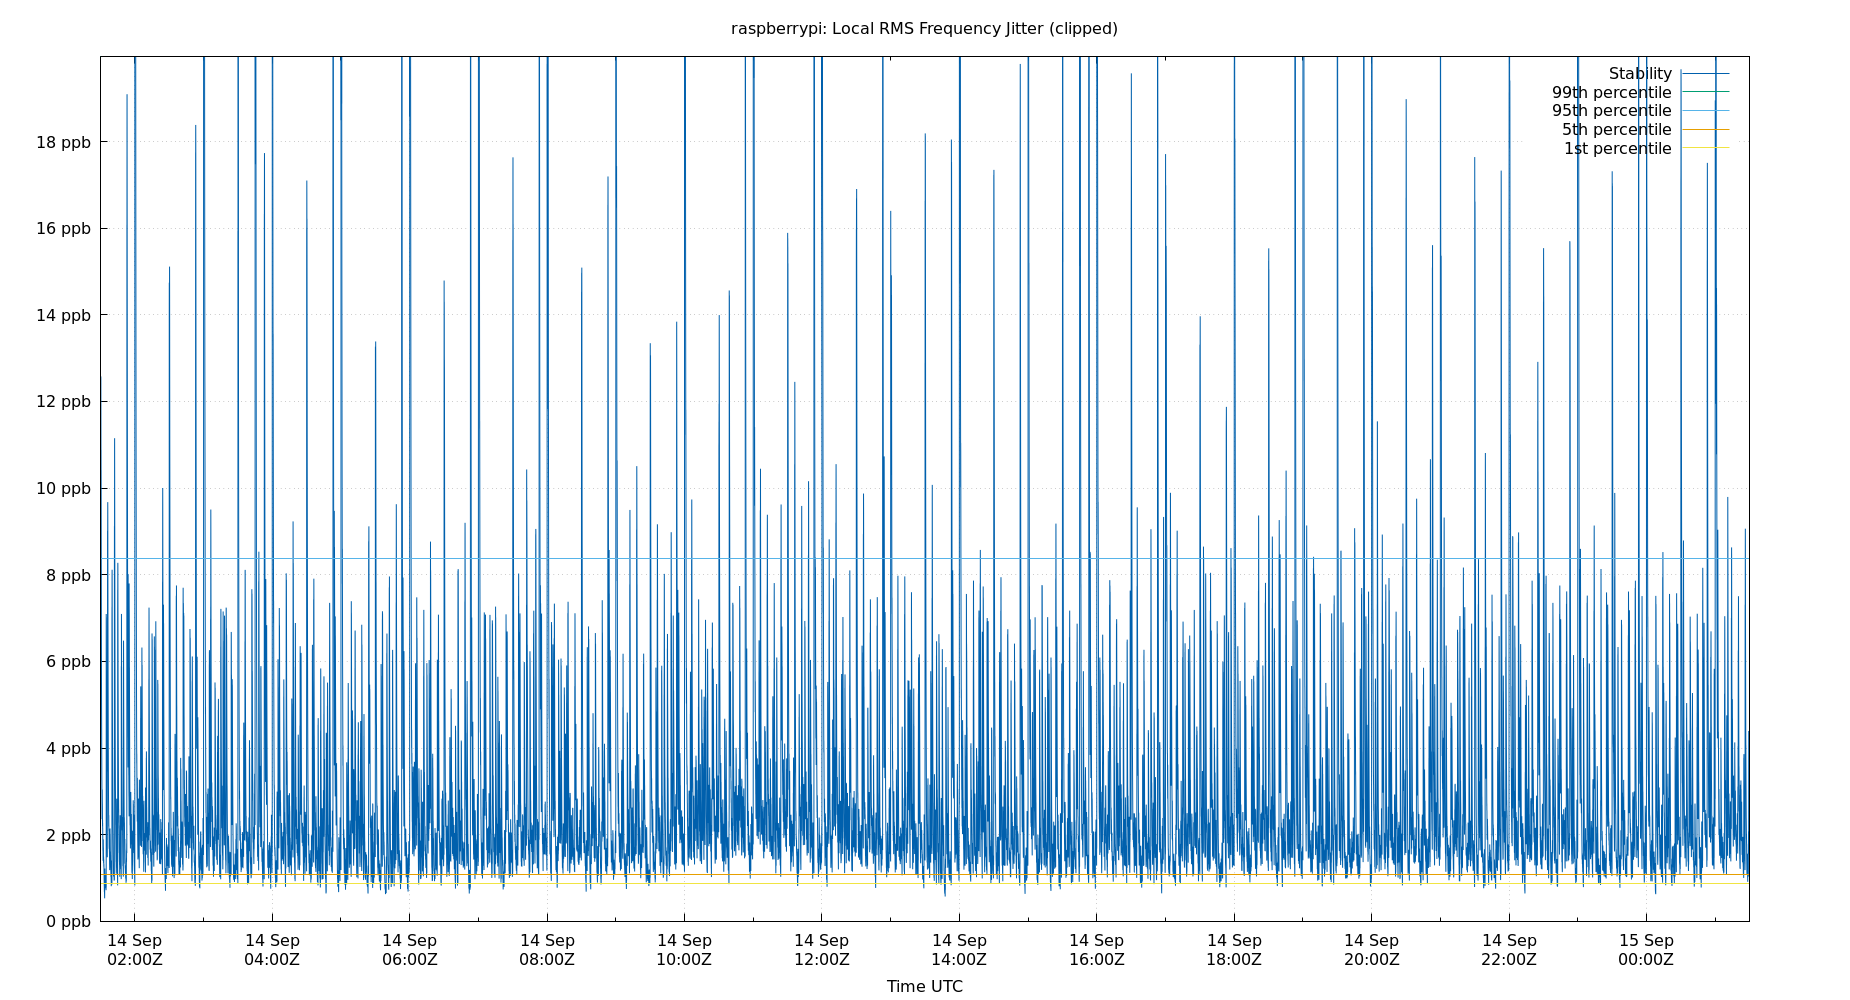 raspberrypi: Local RMS Frequency Jitter (clipped)
Stability
99th percentile
95th percentile
5th percentile
1st percentile
18 ppb
16 ppb
14 ppb
12 ppb
10 ppb
8 ppb
6 ppb
4 ppb
2 ppb
0 ppb
14 Sep 14 Sep 14 Sep 14 Sep 14 Sep 14 Sep 14 Sep 14 Sep 14 Sep 14 Sep 14 Sep 15 Sep
02:00Z 04:00Z 06:00Z 08:00Z 10:00Z 12:00Z 14:00Z 16:00Z 18:00Z 20:00Z 22:00Z 00:00Z
Time UTC